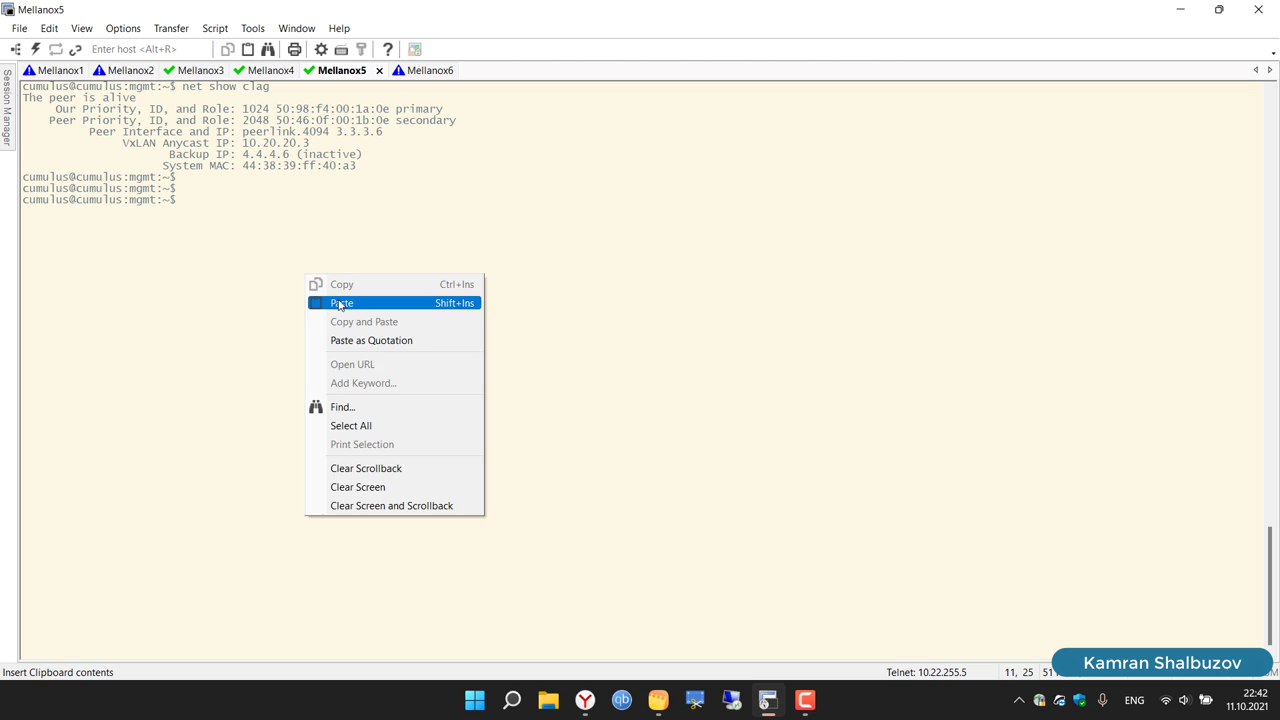 Mellanox5
File Edit View Options Transfer Script Tools Window Help
Enter host <Alt+R>
Session Manager
Mellanox1 Mellanox2 Mellanox3 Mellanox4 Mellanox5 Mellanox6
cumulus@cumulus:mgmt:~$ net show clag
The peer is alive
Our Priority, ID, and Role: 1024 50:98:f4:00:1a:0e primary
Peer Priority, ID, and Role: 2048 50:46:0f:00:1b:0e secondary
Peer Interface and IP: peerlink.4094 3.3.3.6
VxLAN Anycast IP: 10.20.20.3
Backup IP: 4.4.4.6 (inactive)
System MAC: 44:38:39:ff:40:a3
cumulus@cumulus:mgmt:~$
cumulus@cumulus:mgmt:~$
cumulus@cumulus:mgmt:~$
Copy Ctrl+Ins
Paste Shift+Ins
Copy and Paste
Paste as Quotation
Open URL
Add Keyword...
Find...
Select All
Print Selection
Clear Scrollback
Clear Screen
Clear Screen and Scrollback
Kamran Shalbuzov
Insert Clipboard contents
Telnet: 10.22.255.5 11, 25 51
ENG
22:42
11.10.2021